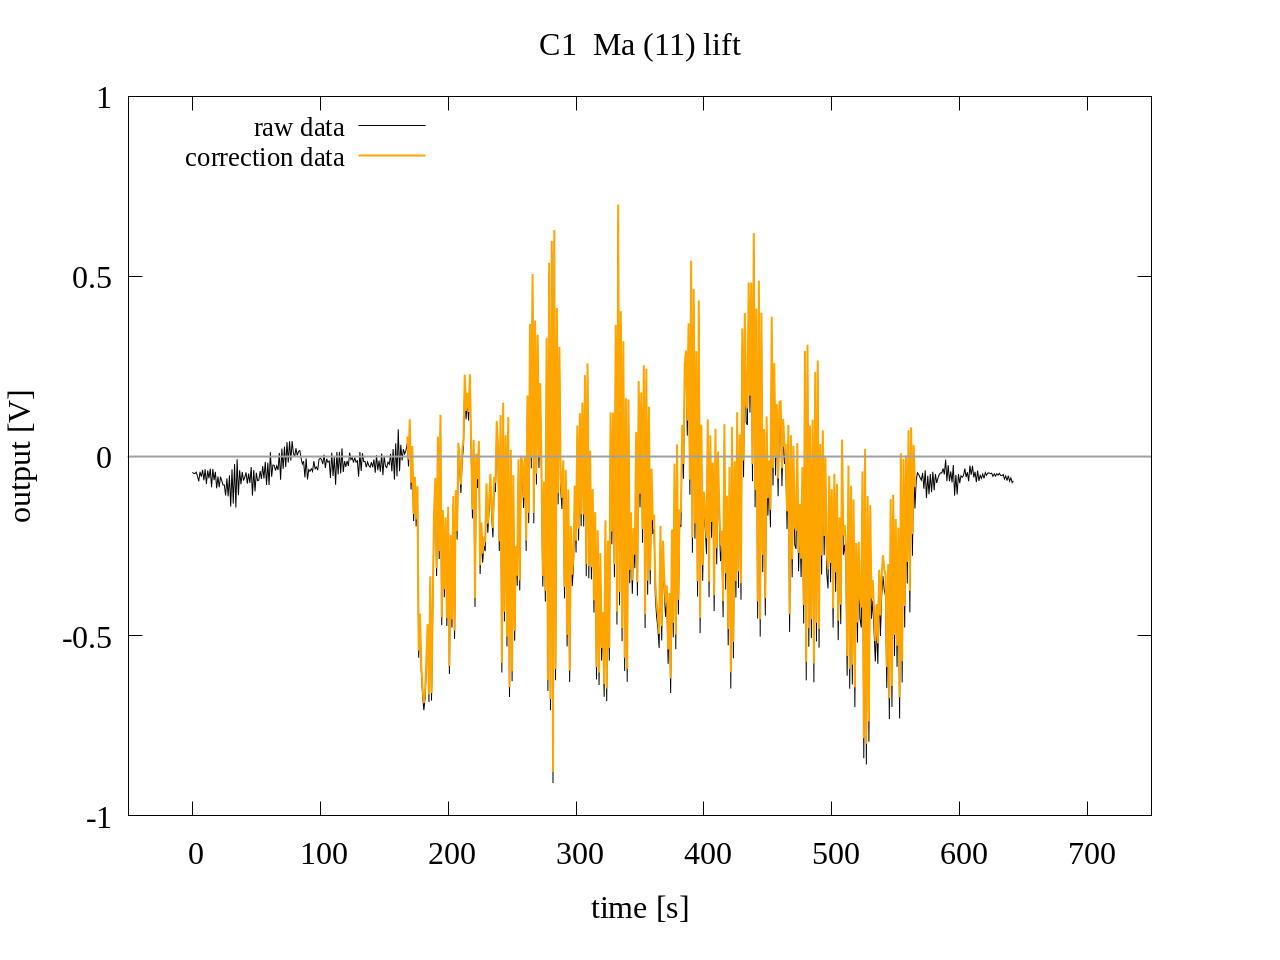 C1  Ma (11) lift
raw data
correction data
output [V]
1
0.5
0
-0.5
-1
0 100 200 300 400 500 600 700
time [s]